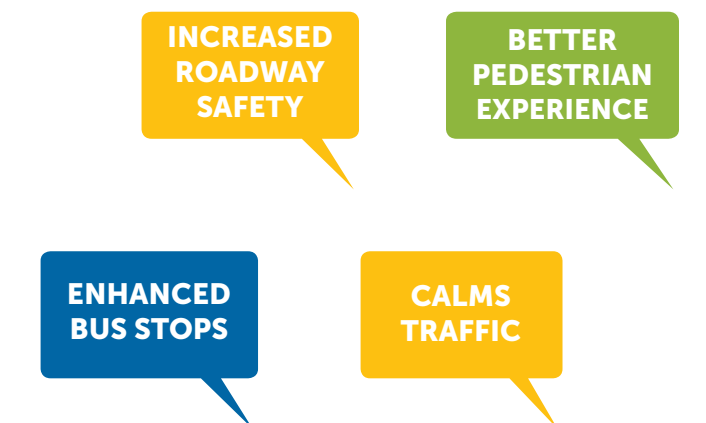 INCREASED
ROADWAY
SAFETY
BETTER
PEDESTRIAN
EXPERIENCE
ENHANCED
BUS STOPS
CALMS
TRAFFIC